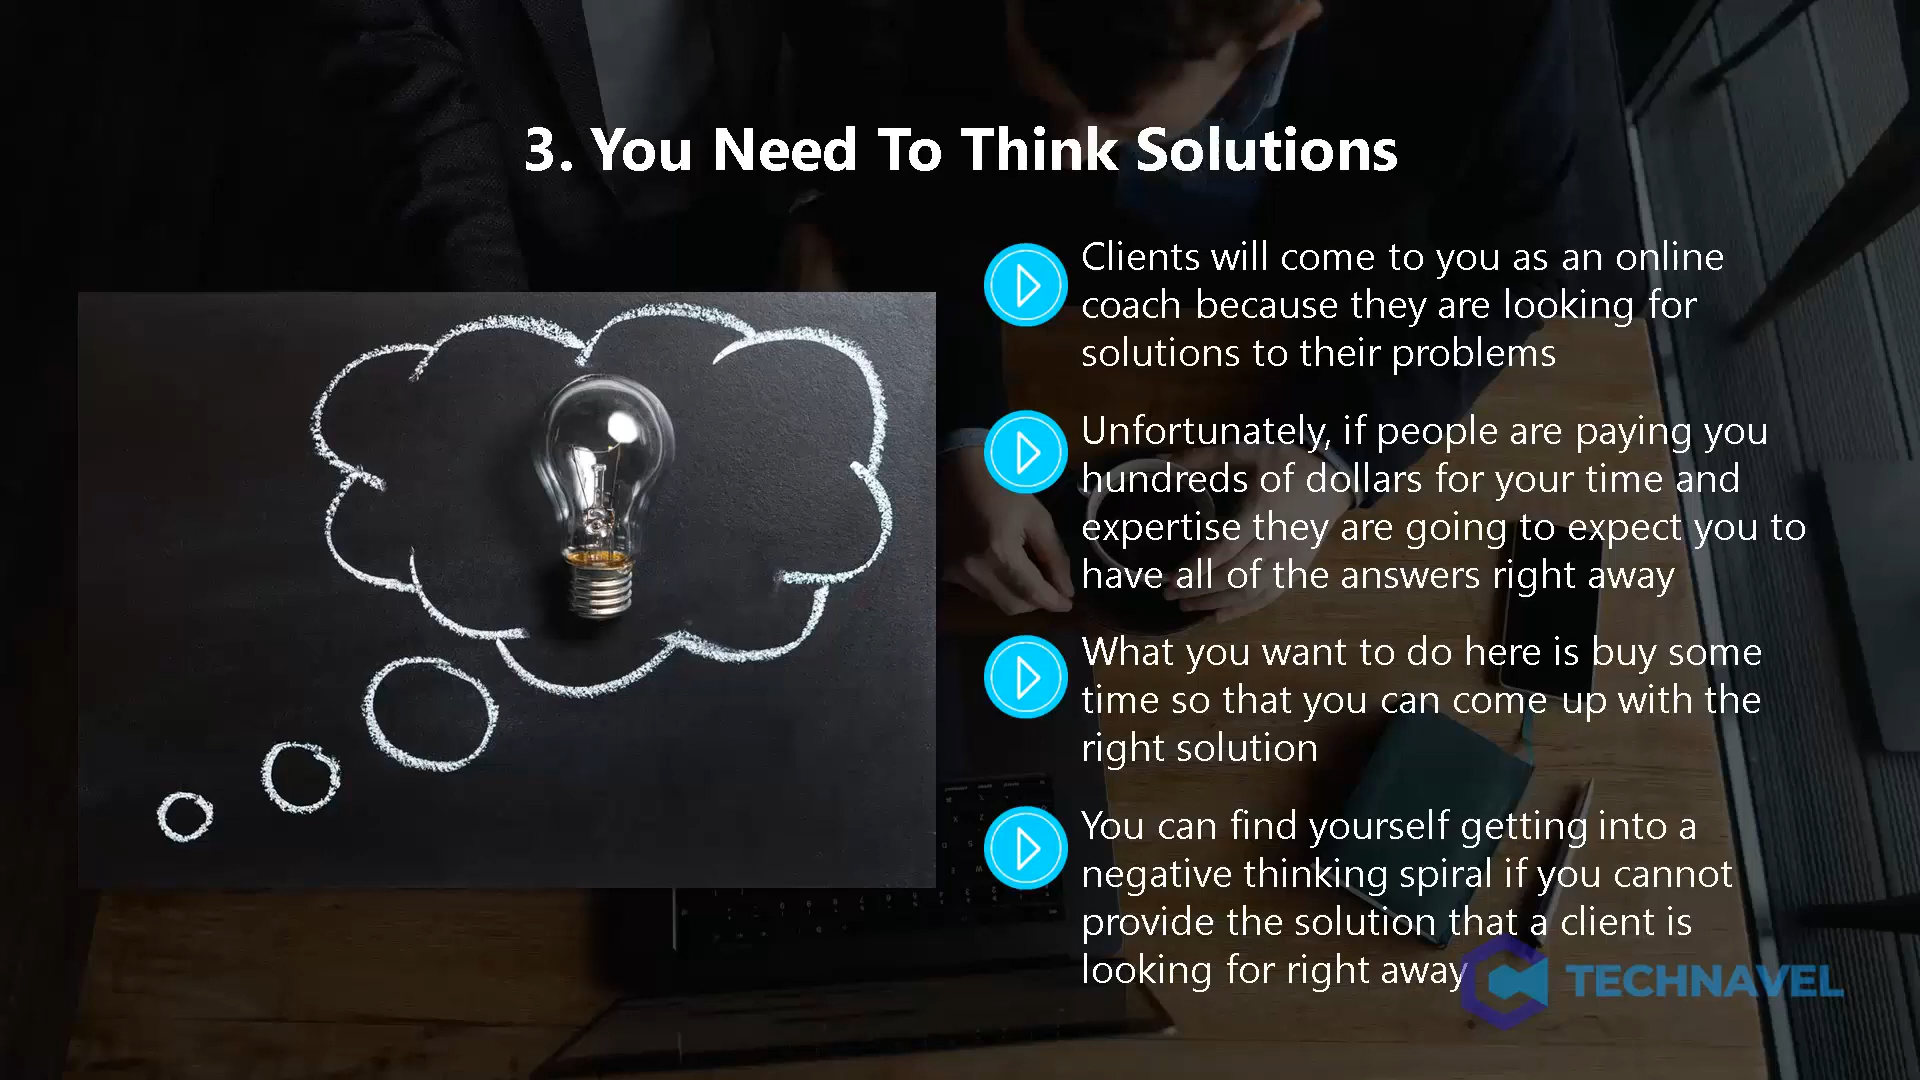 3. You Need To Think Solutions
Clients will come to you as an online
coach because they are looking for
solutions to their problems
Unfortunately, if people are paying you
hundreds of dollars for your time and
expertise they are going to expect you to
have all of the answers right away
What you want to do here is buy some
time so that you can come up with the
right solution
You can find yourself getting into a
negative thinking spiral if you cannot
provide the solution that a client is
looking for right away
TECHNAVEL